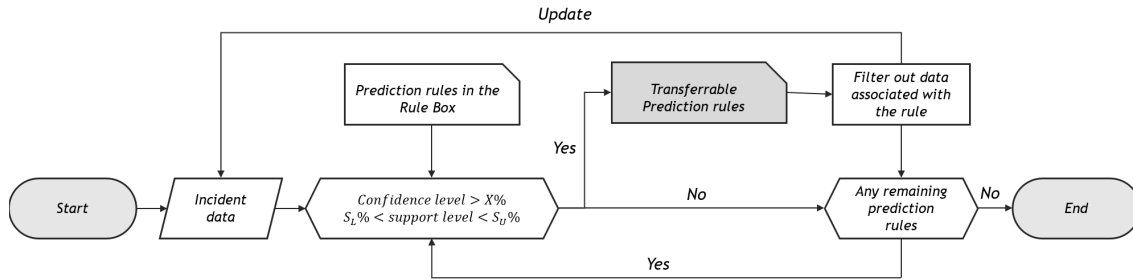 Update
Prediction rules in the
Rule Box
Transferrable
Prediction rules
Filter out data
associated with
the rule
Yes
Start
Incident
data
Confidence level > X%
S_L% < support level < S_U%
No
Any remaining
prediction
rules
No
End
Yes